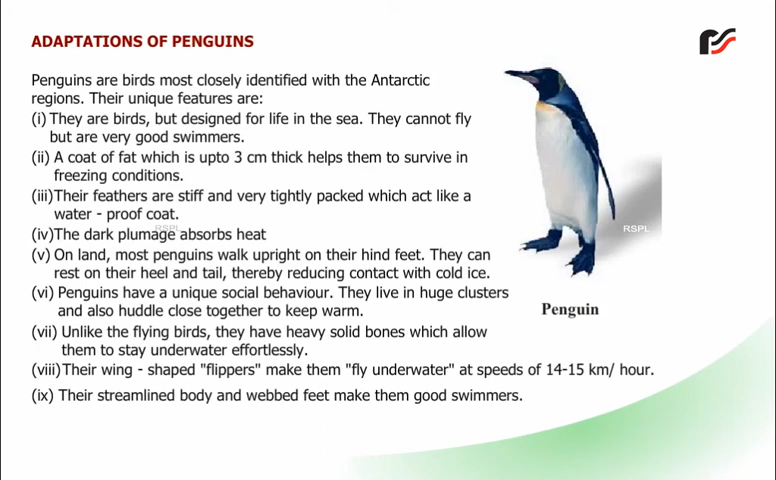 ADAPTATIONS OF PENGUINS
Penguins are birds most closely identified with the Antarctic
regions. Their unique features are:
(i) They are birds, but designed for life in the sea. They cannot fly
but are very good swimmers.
(ii) A coat of fat which is upto 3 cm thick helps them to survive in
freezing conditions.
(iii)Their feathers are stiff and very tightly packed which act like a
water - proof coat.
RSPL
(iv)The dark plumage absorbs heat
RSPL
(v) On land, most penguins walk upright on their hind feet. They can
rest on their heel and tail, thereby reducing contact with cold ice.
(vi) Penguins have a unique social behaviour. They live in huge clusters
and also huddle close together to keep warm.
Penguin
(vii) Unlike the flying birds, they have heavy solid bones which allow
them to stay underwater effortlessly.
(viii)Their wing - shaped "flippers" make them "fly underwater" at speeds of 14-15 km/ hour.
(ix) Their streamlined body and webbed feet make them good swimmers.